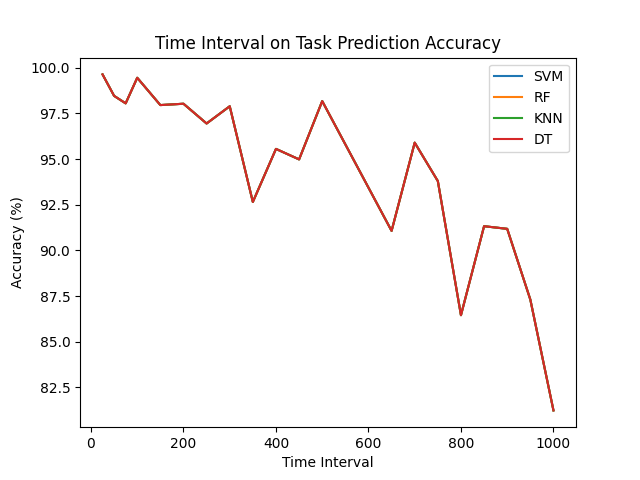 Time Interval on Task Prediction Accuracy
100.0
97.5
95.0
92.5
90.0
87.5
85.0
82.5
Accuracy (%)
SVM
RF
KNN
DT
0 200 400 600 800 1000
Time Interval